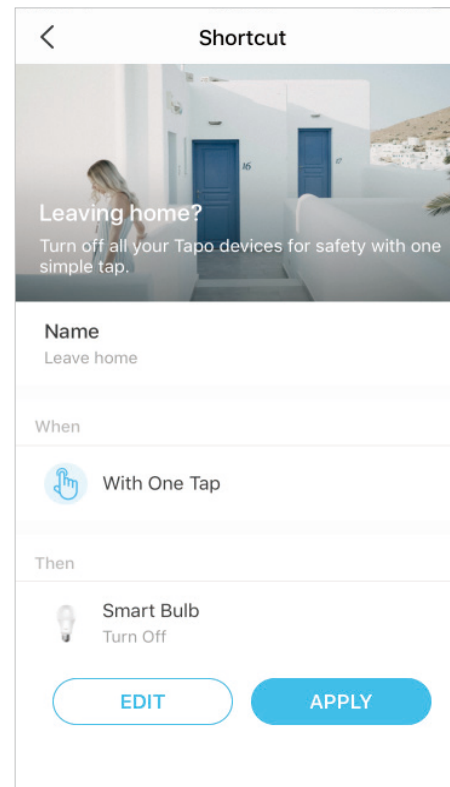 Shortcut
16
Leaving home?
Turn off all your Tapo devices for safety with one
simple tap.
Name
Leave home
When
With One Tap
Then
Smart Bulb
Turn Off
EDIT
APPLY